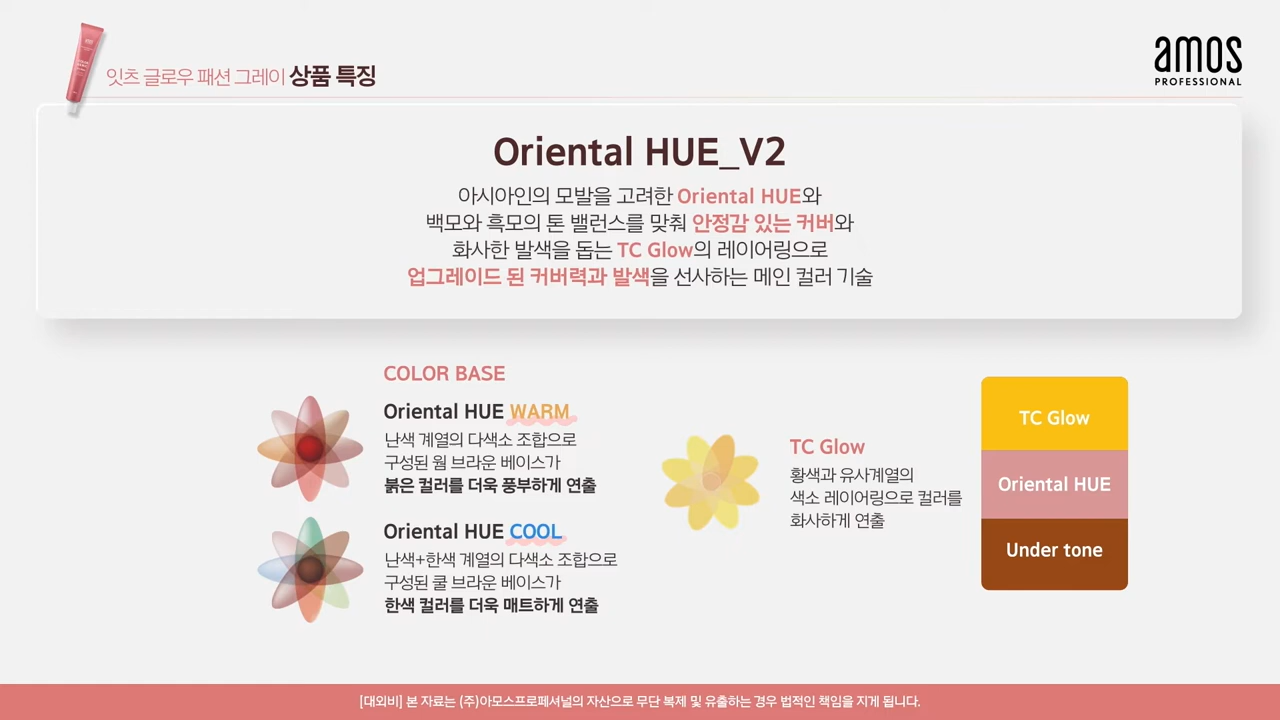 잇츠 글로우 패션 그레이 상품 특징
amos
PROFESSIONAL
Oriental HUE_V2
아시아인의 모발을 고려한 Oriental HUE와
백모와 흑모의 톤 밸런스를 맞춰 안정감 있는 커버와
화사한 발색을 돕는 TC Glow의 레이어링으로
업그레이드 된 커버력과 발색을 선사하는 메인 컬러 기술
COLOR BASE
Oriental HUE WARM
난색 계열의 다색소 조합으로
구성된 웜 브라운 베이스가
붉은 컬러를 더욱 풍부하게 연출
Oriental HUE COOL
난색+한색 계열의 다색소 조합으로
구성된 쿨 브라운 베이스가
한색 컬러를 더욱 매트하게 연출
TC Glow
황색과 유사계열의
색소 레이어링으로 컬러를
화사하게 연출
TC Glow
Oriental HUE
Under tone
[대외비] 본 자료는 (주)아모스프로페셔널의 자산으로 무단 복제 및 유출하는 경우 법적인 책임을 지게 됩니다.